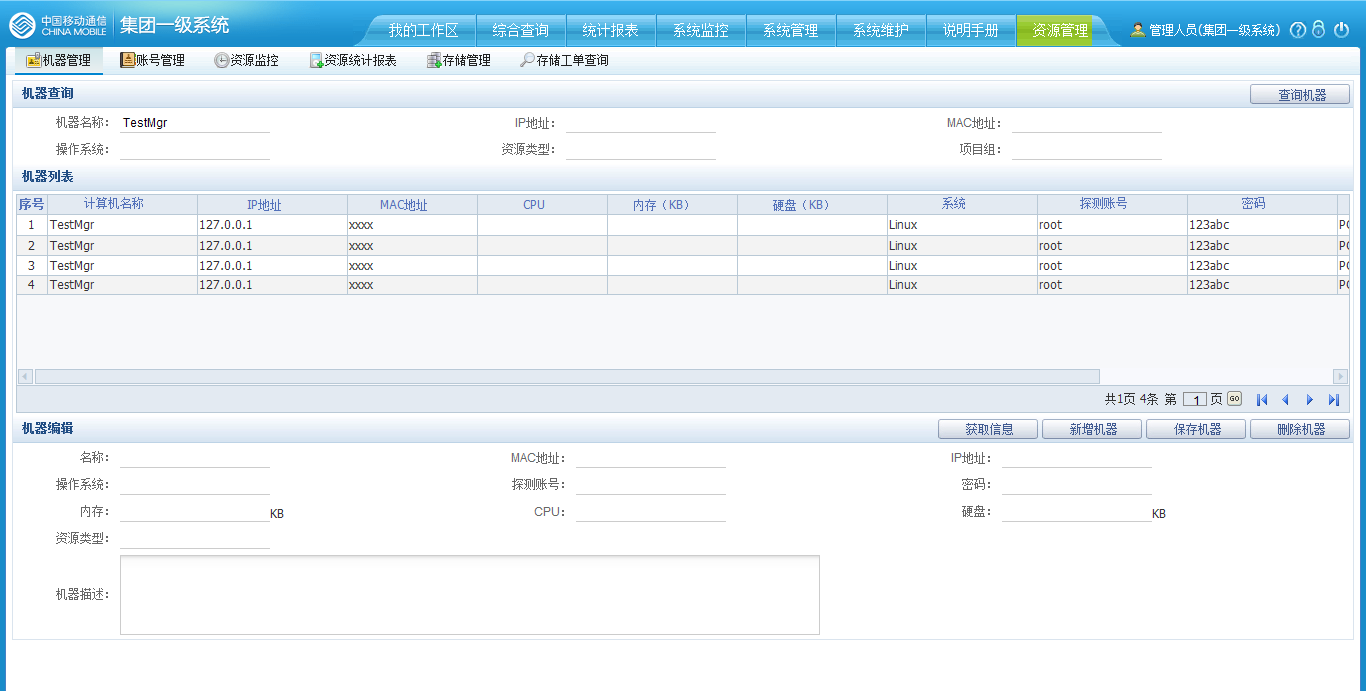 中国移动通信
CHINA MOBILE
集团一级系统
我的工作区 综合查询 统计报表 系统监控 系统管理 系统维护 说明手册 资源管理
管理人员(集团一级系统)
机器管理 账号管理 资源监控 资源统计报表 存储管理 存储工单查询
机器查询 查询机器
机器名称: TestMgr IP地址: MAC地址:
操作系统: 资源类型: 项目组:
机器列表
序号 计算机名称 IP地址 MAC地址 CPU 内存（KB） 硬盘（KB） 系统 探测账号 密码
1 TestMgr 127.0.0.1 xxxx Linux root 123abc
2 TestMgr 127.0.0.1 xxxx Linux root 123abc
3 TestMgr 127.0.0.1 xxxx Linux root 123abc
4 TestMgr 127.0.0.1 xxxx Linux root 123abc
共1页 4条 第 1 页 GO
机器编辑 获取信息 新增机器 保存机器 删除机器
名称: MAC地址: IP地址:
操作系统: 探测账号: 密码:
内存: KB CPU: 硬盘: KB
资源类型:
机器描述: